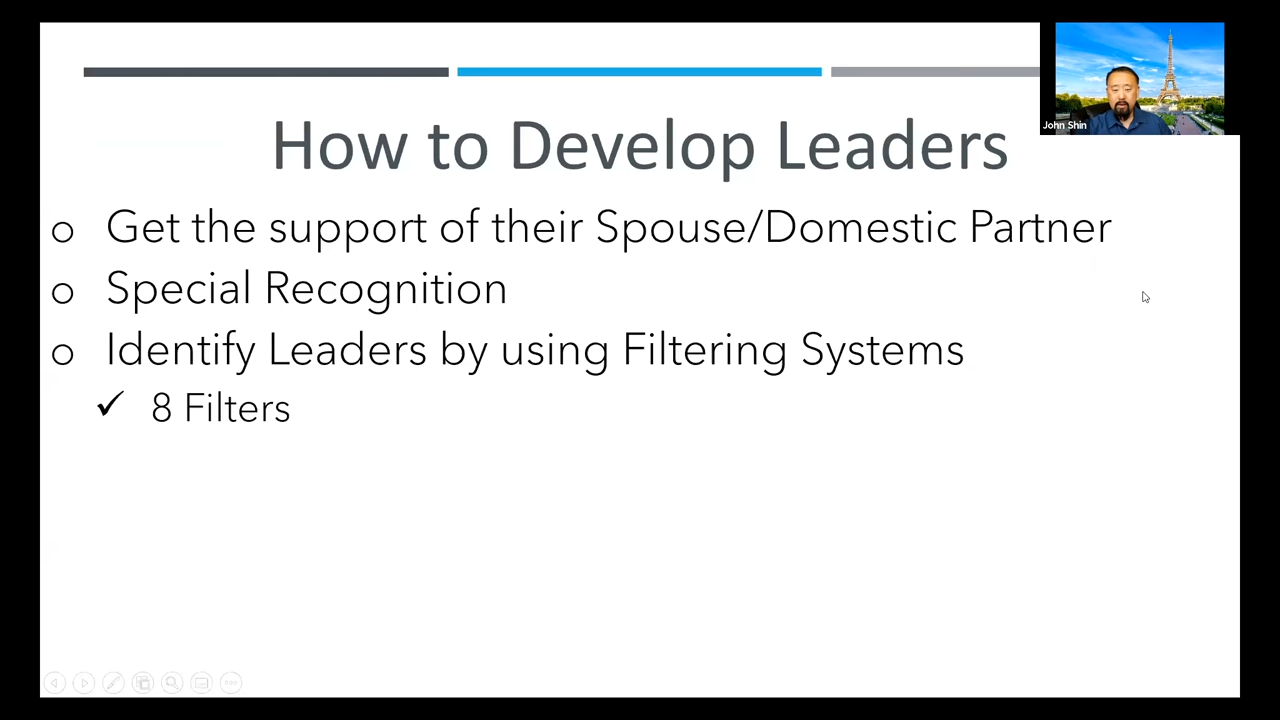 John Shin
How to Develop Leaders
o Get the support of their Spouse/Domestic Partner
o Special Recognition
o Identify Leaders by using Filtering Systems
✓ 8 Filters